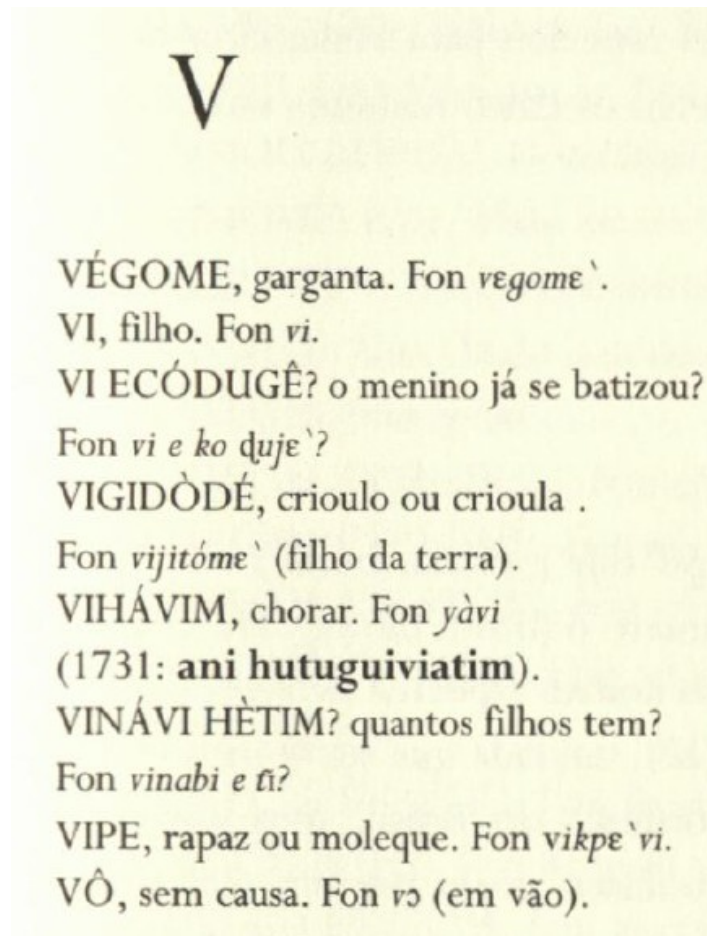 V
VÉGOME, garganta. Fon vɛgomɛ`.
VI, filho. Fon vi.
VI ECÓDUGÊ? o menino já se batizou?
Fon vi e ko ɖujɛ`?
VIGIDÒDÉ, crioulo ou crioula .
Fon vijitómɛ` (filho da terra).
VIHÁVIM, chorar. Fon yàvi
(1731: ani hutuguiviatim).
VINÁVI HÈTIM? quantos filhos tem?
Fon vinabi e tĩ?
VIPE, rapaz ou moleque. Fon vikpɛ`vi.
VÔ, sem causa. Fon vɔ (em vão).